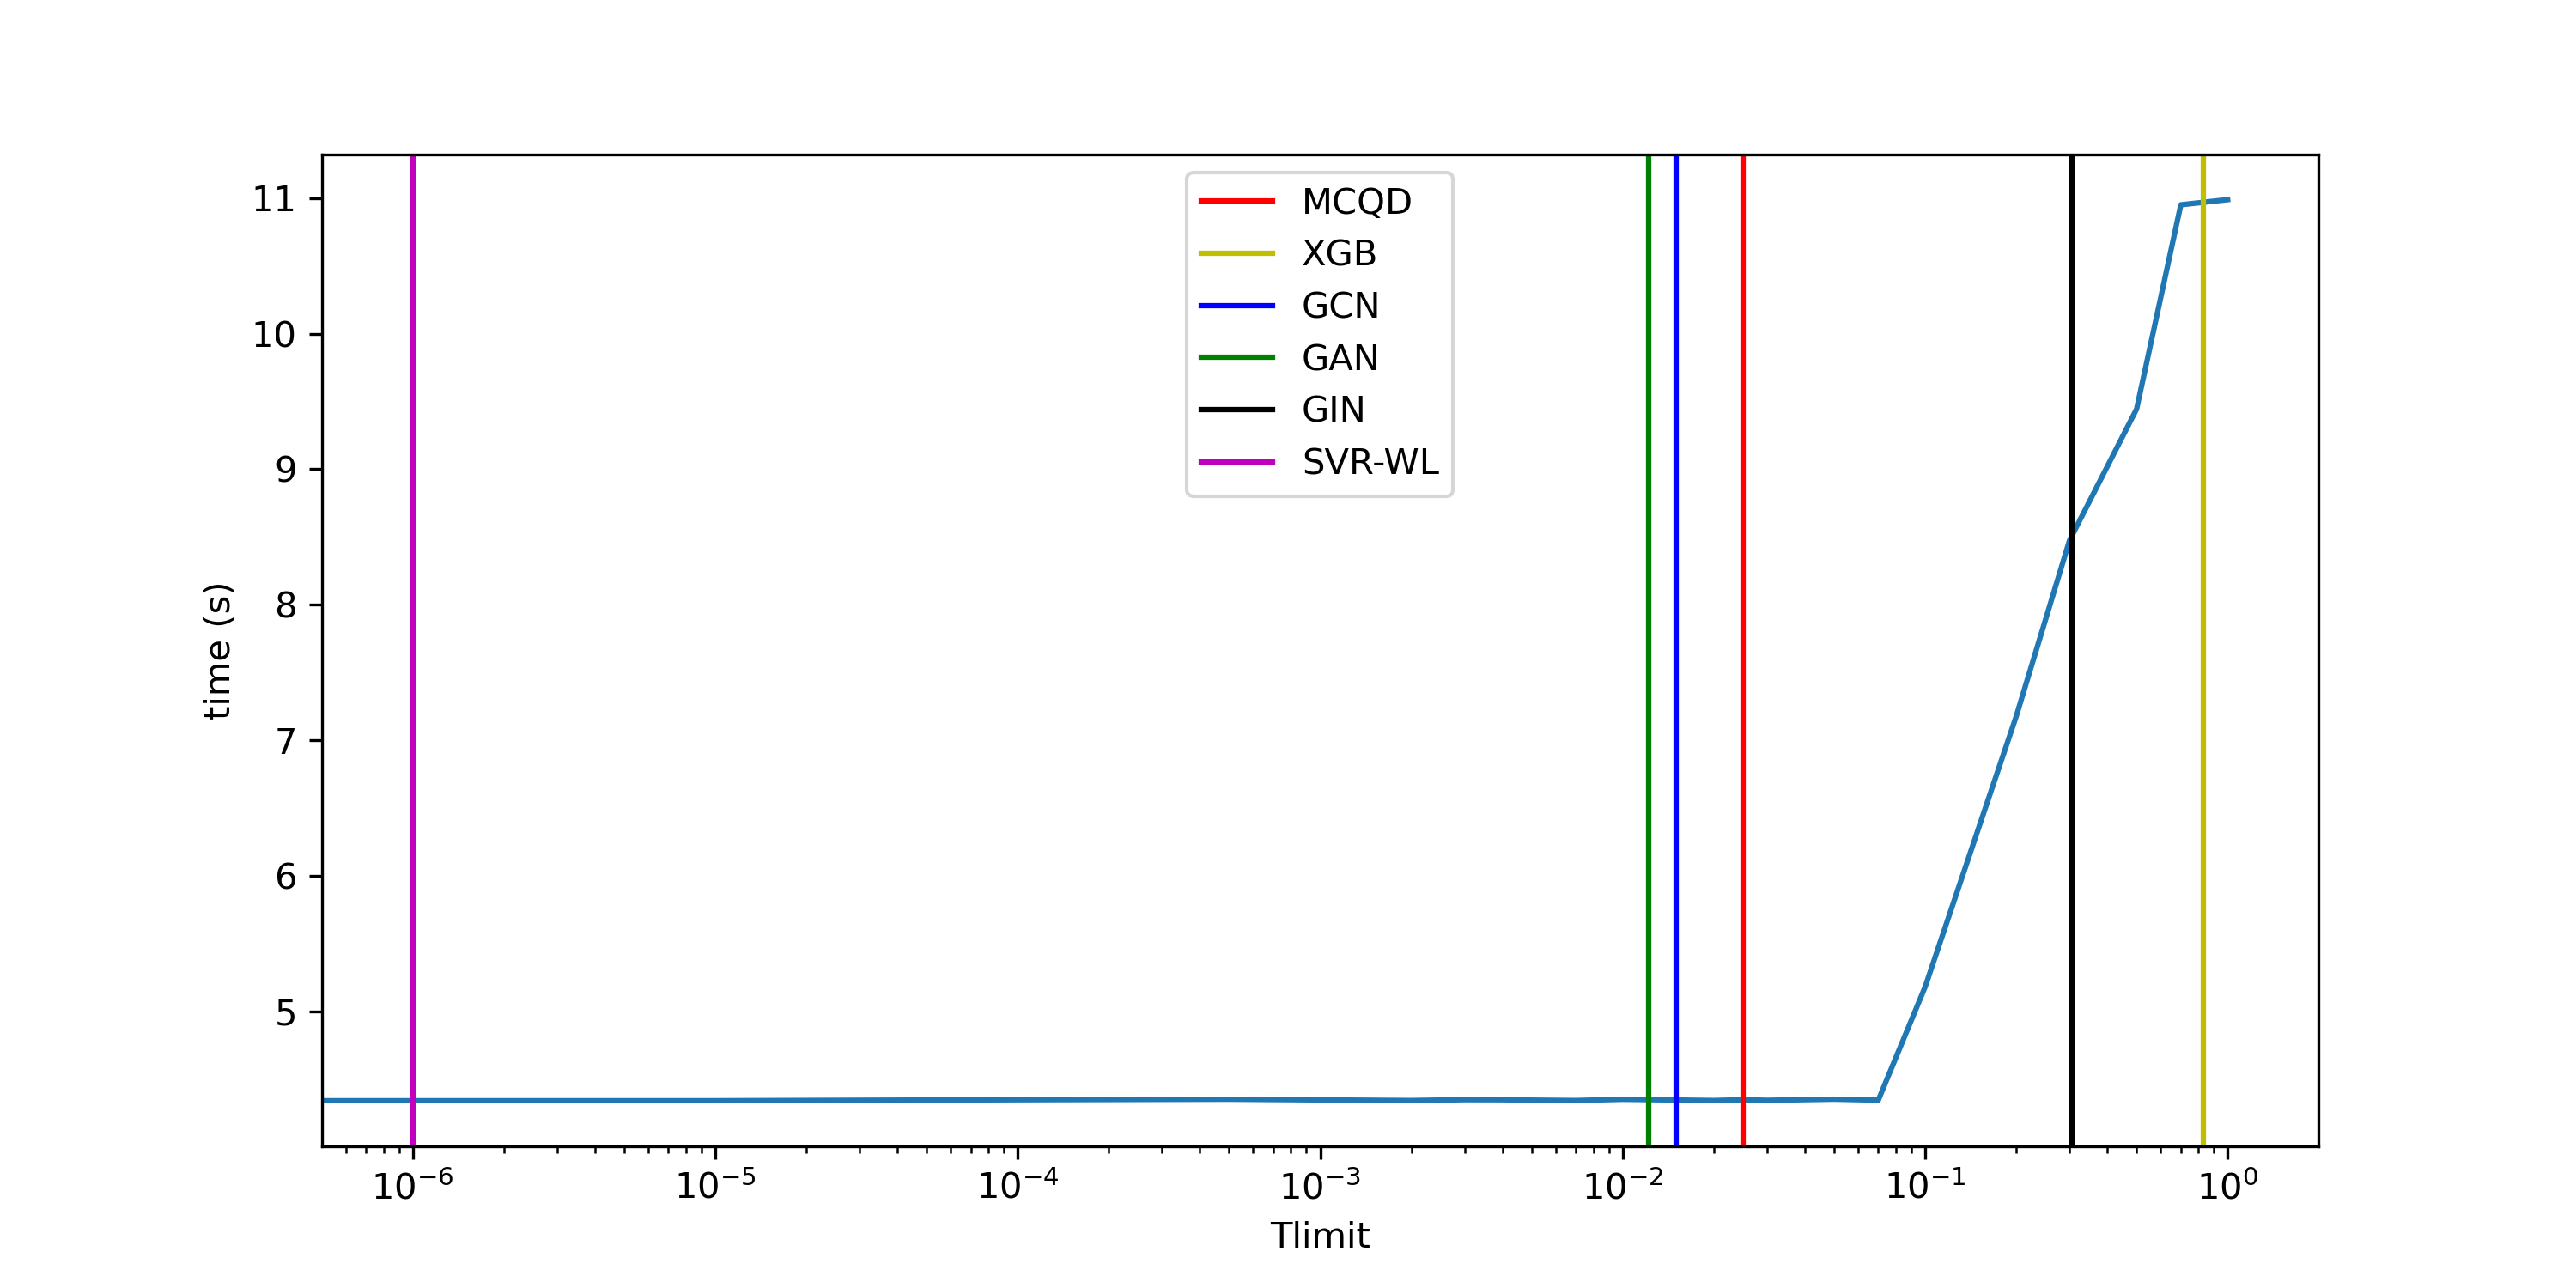 11
10
9
8
7
6
5
time (s)
MCQD
XGB
GCN
GAN
GIN
SVR-WL
10⁻⁶ 10⁻⁵ 10⁻⁴ 10⁻³ 10⁻² 10⁻¹ 10⁰
Tlimit